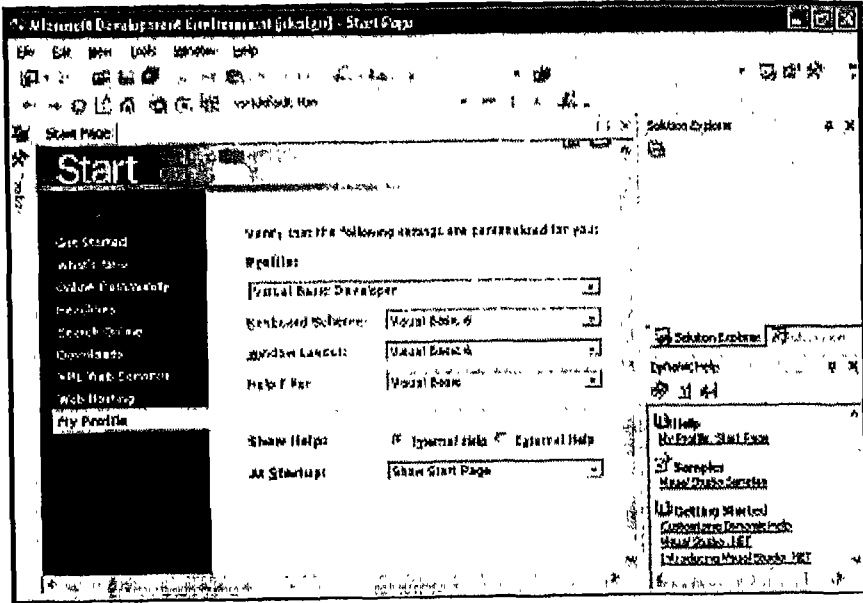 Microsoft Development Environment [design] - Start Page
File Edit View Tools Window Help
Start Page
Solution Explorer
Start
Verify that the following settings are personalized for you:
Get Started
What's New
Profile:
Online Community
Visual Basic Developer
Headlines
Keyboard Scheme: Visual Basic 6
Search Online
Window Layout: Visual Basic 6
Solution Explorer
Downloads
Dynamic Help
XML Web Services
Help Filter: Visual Basic
Web Hosting
My Profile
Help
My Profile, Start Page
Show Help: Internal Help External Help
Samples
At Startup: Show Start Page
Visual Studio Samples
Getting Started
Customizing Dynamic Help
Visual Studio .NET
Introducing Visual Studio .NET